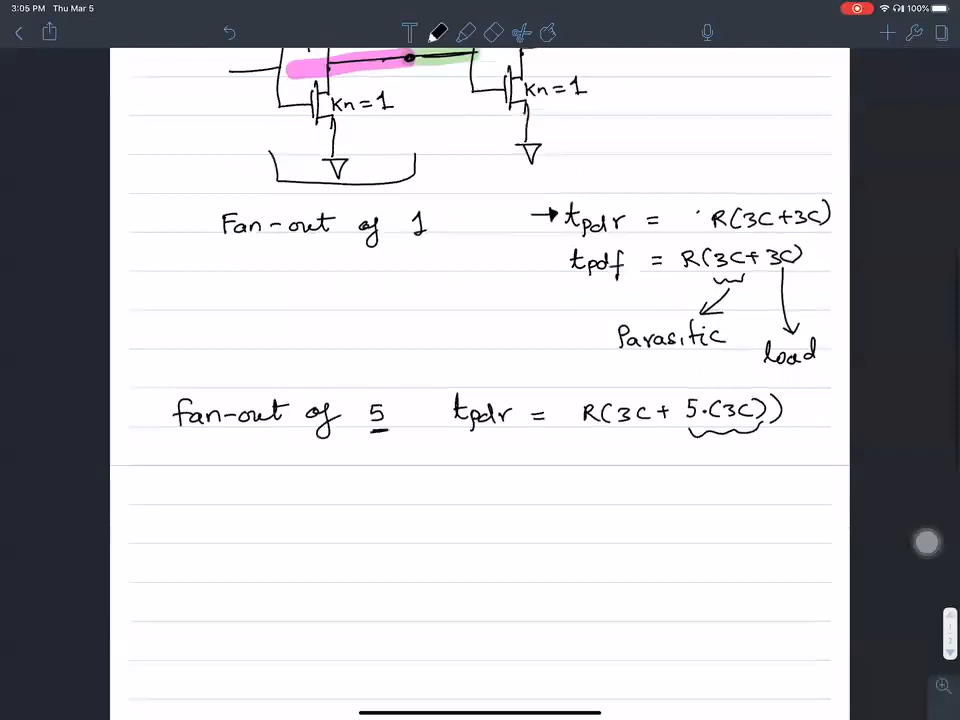 3:05 PM Thu Mar 5
100%
Kn=1
Kn=1
Fan-out of 1
→ tpdr = R(3C+3C)
tpdf = R(3C+3C)
Parasitic
load
fan-out of 5 tpdr = R(3C + 5.(3C))